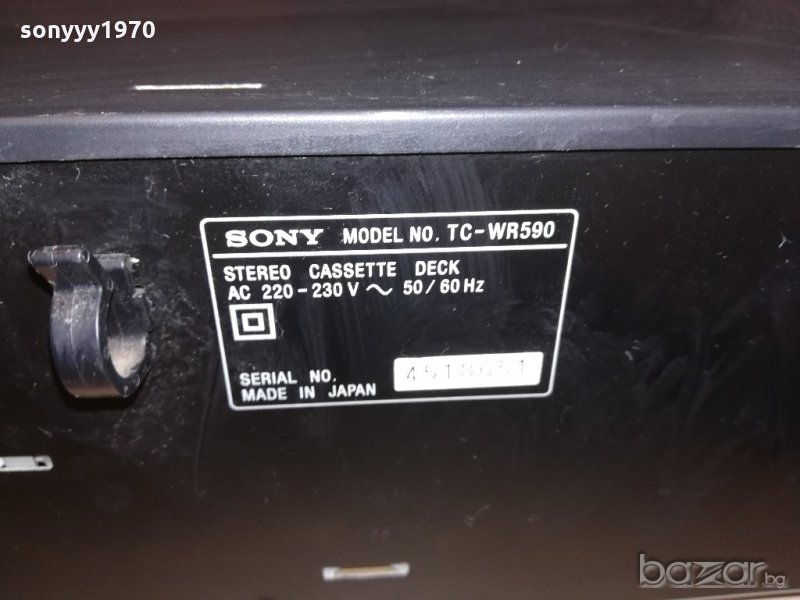 sonyyy1970
SONY MODEL NO. TC-WR590
STEREO CASSETTE DECK
AC 220-230 V ~ 50/60 Hz
SERIAL NO. 4518651
MADE IN JAPAN
bazar.bg